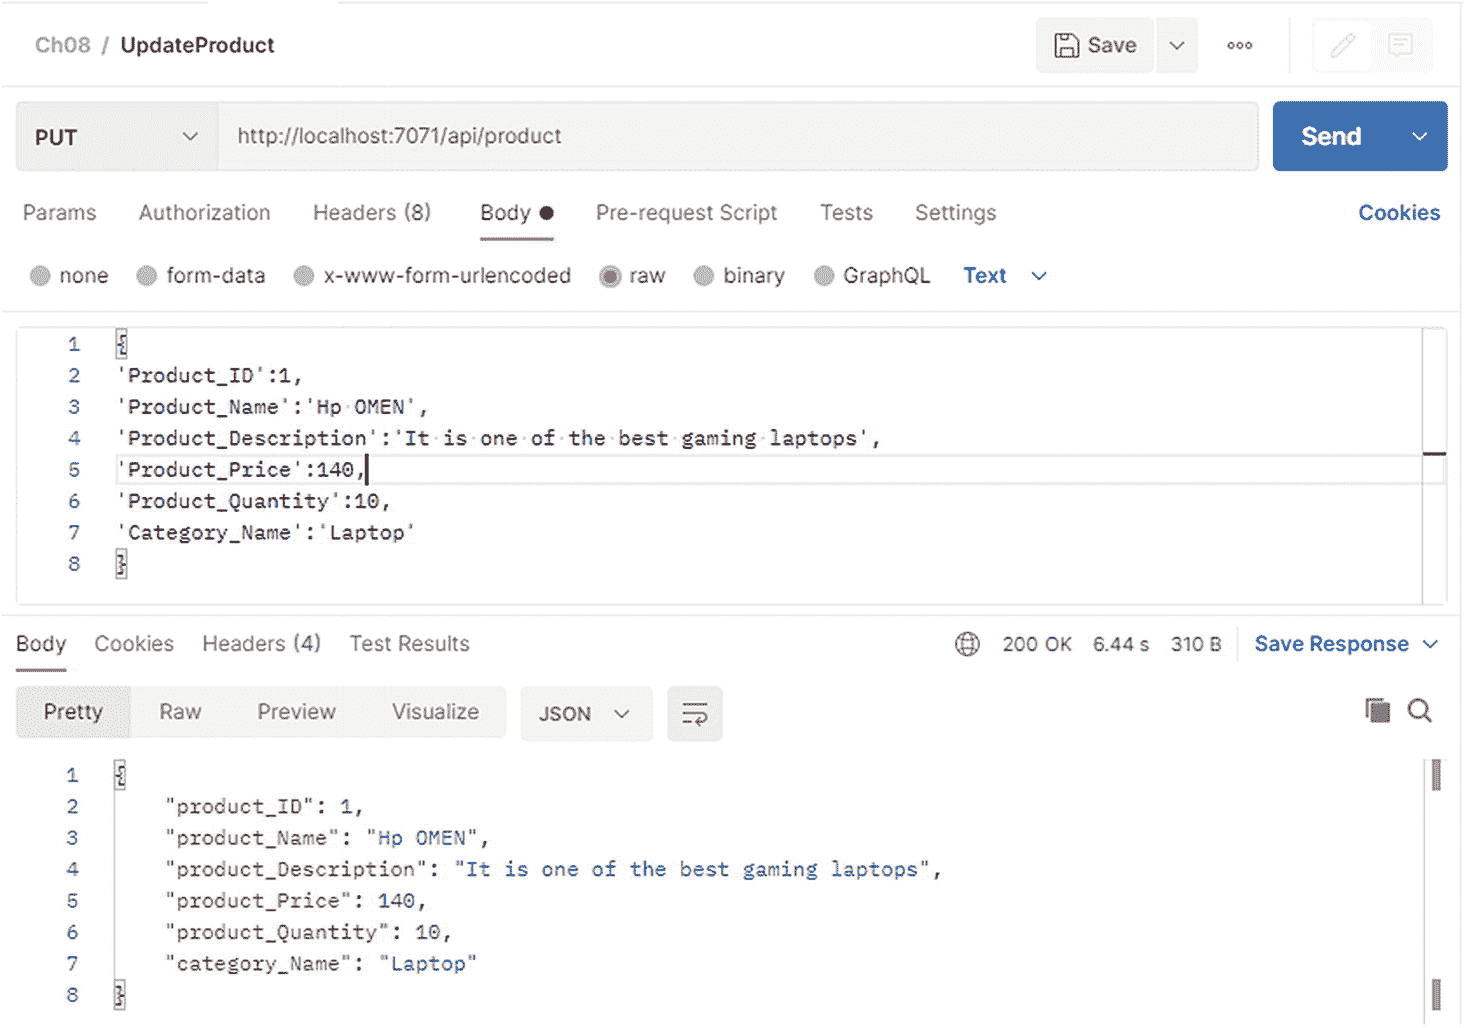 Ch08 / UpdateProduct Save
PUT http://localhost:7071/api/product Send
Params Authorization Headers (8) Body Pre-request Script Tests Settings Cookies
none form-data x-www-form-urlencoded raw binary GraphQL Text
1 {
2 'Product_ID':1,
3 'Product_Name':'Hp OMEN',
4 'Product_Description':'It is one of the best gaming laptops',
5 'Product_Price':140,
6 'Product_Quantity':10,
7 'Category_Name':'Laptop'
8 }
Body Cookies Headers (4) Test Results 200 OK 6.44 s 310 B Save Response
Pretty Raw Preview Visualize JSON
1 {
2 "product_ID": 1,
3 "product_Name": "Hp OMEN",
4 "product_Description": "It is one of the best gaming laptops",
5 "product_Price": 140,
6 "product_Quantity": 10,
7 "category_Name": "Laptop"
8 }